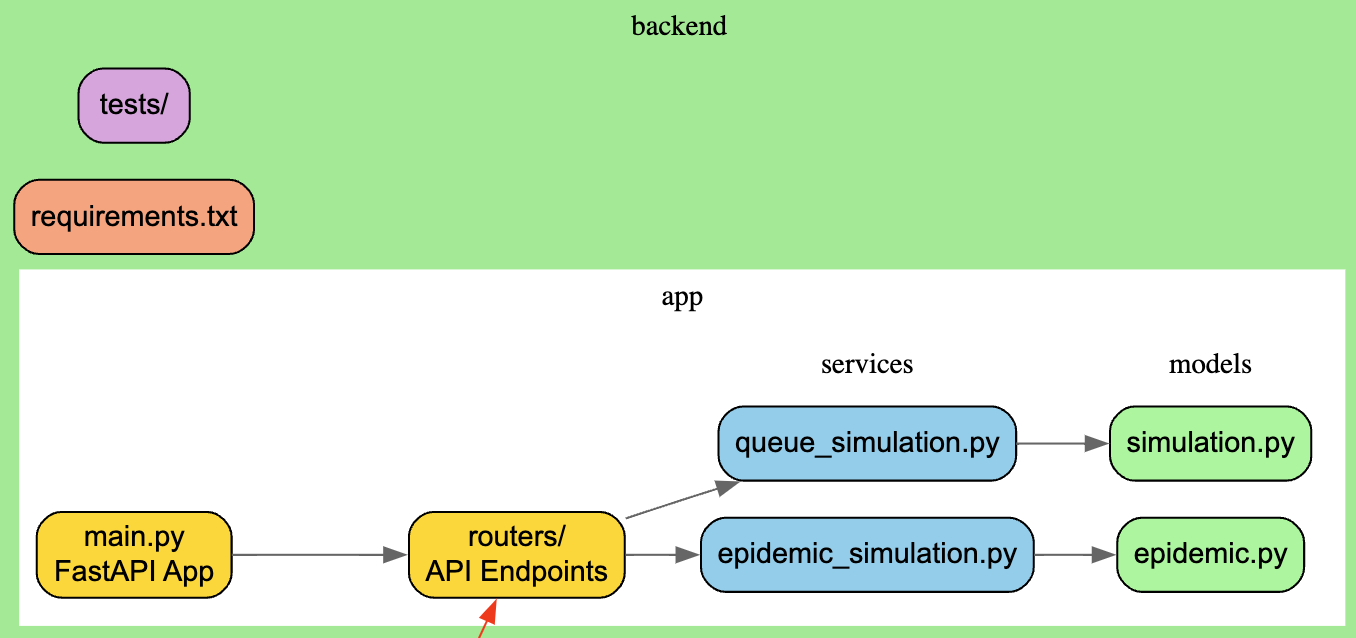 backend
tests/
requirements.txt
app
services
models
queue_simulation.py
simulation.py
main.py
FastAPI App
routers/
API Endpoints
epidemic_simulation.py
epidemic.py